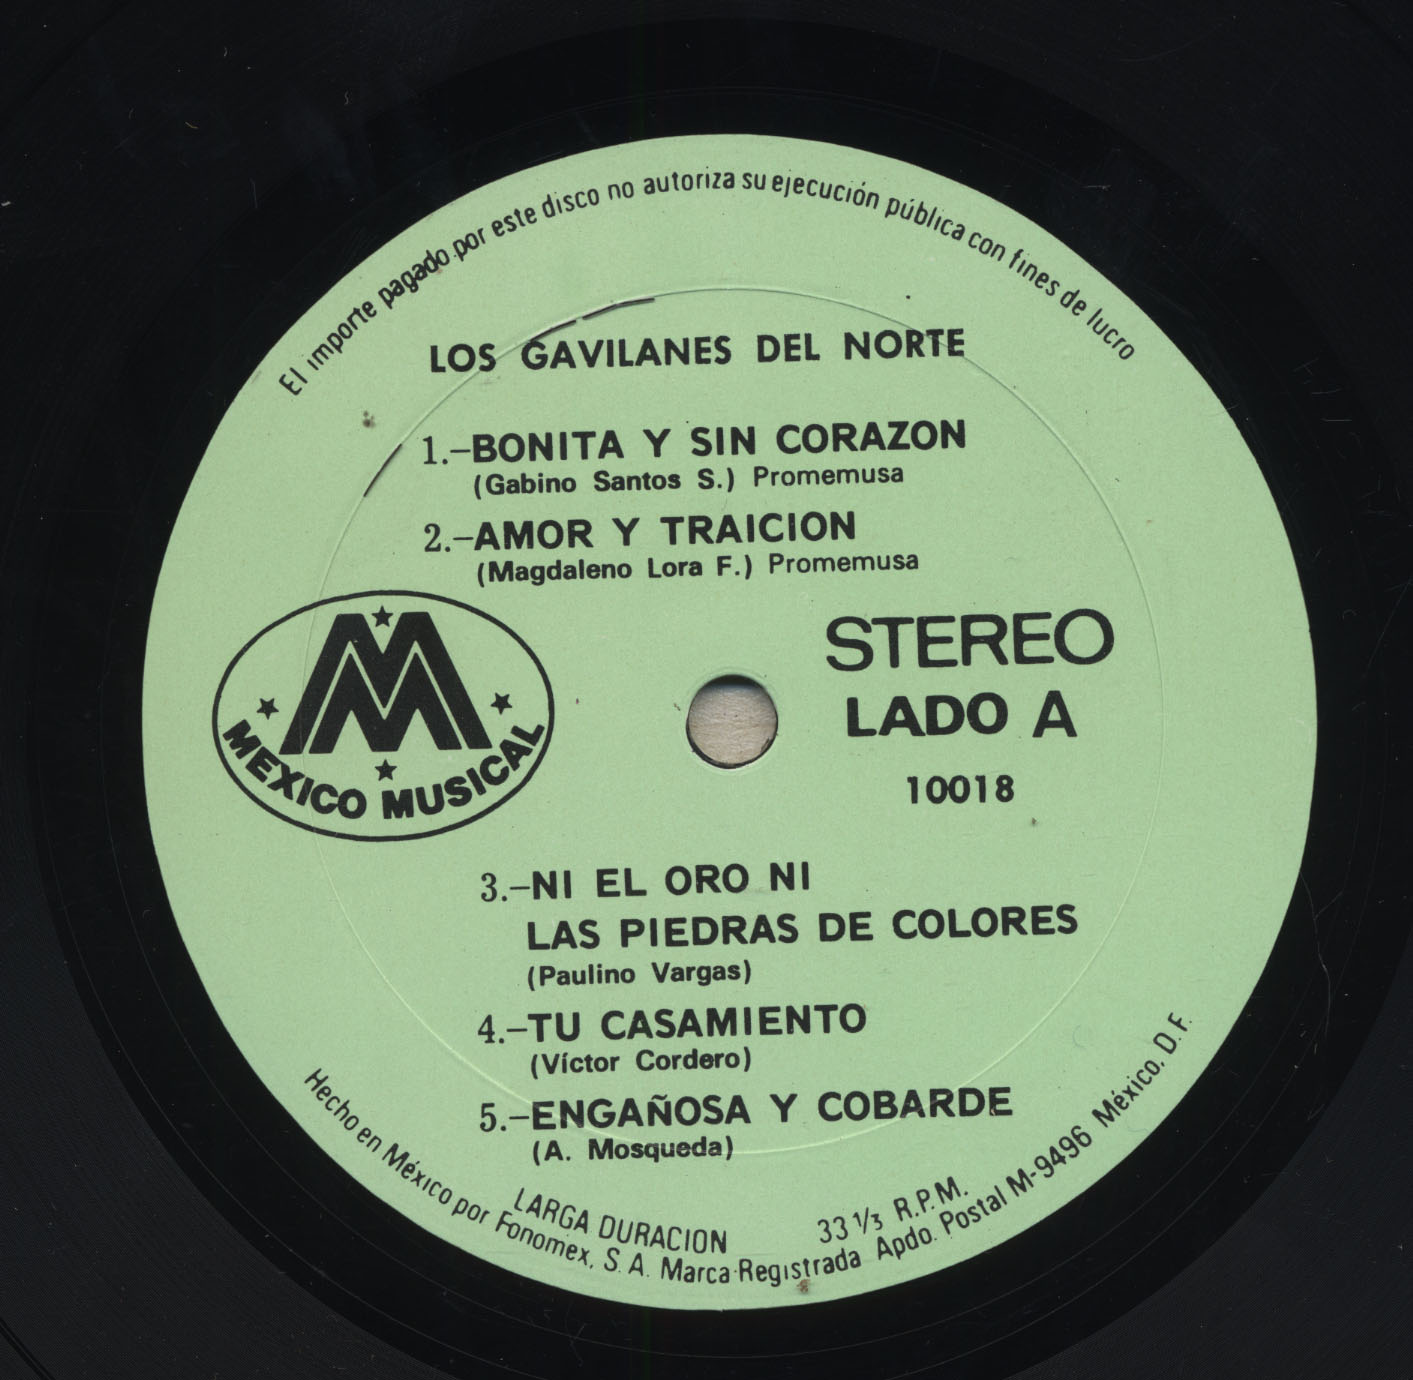 El importe pagado por este disco no autoriza su ejecución pública con fines de lucro
LOS GAVILANES DEL NORTE
1.-BONITA Y SIN CORAZON
(Gabino Santos S.) Promemusa
2.-AMOR Y TRAICION
(Magdaleno Lora F.) Promemusa
MM
MEXICO MUSICAL
STEREO
LADO A
10018
3.-NI EL ORO NI
LAS PIEDRAS DE COLORES
(Paulino Vargas)
4.-TU CASAMIENTO
(Víctor Cordero)
5.-ENGAÑOSA Y COBARDE
(A. Mosqueda)
LARGA DURACION 33 1/3 R.P.M.
Hecho en México por Fonomex, S.A. Marca Registrada Apdo. Postal M-9496 México, D.F.